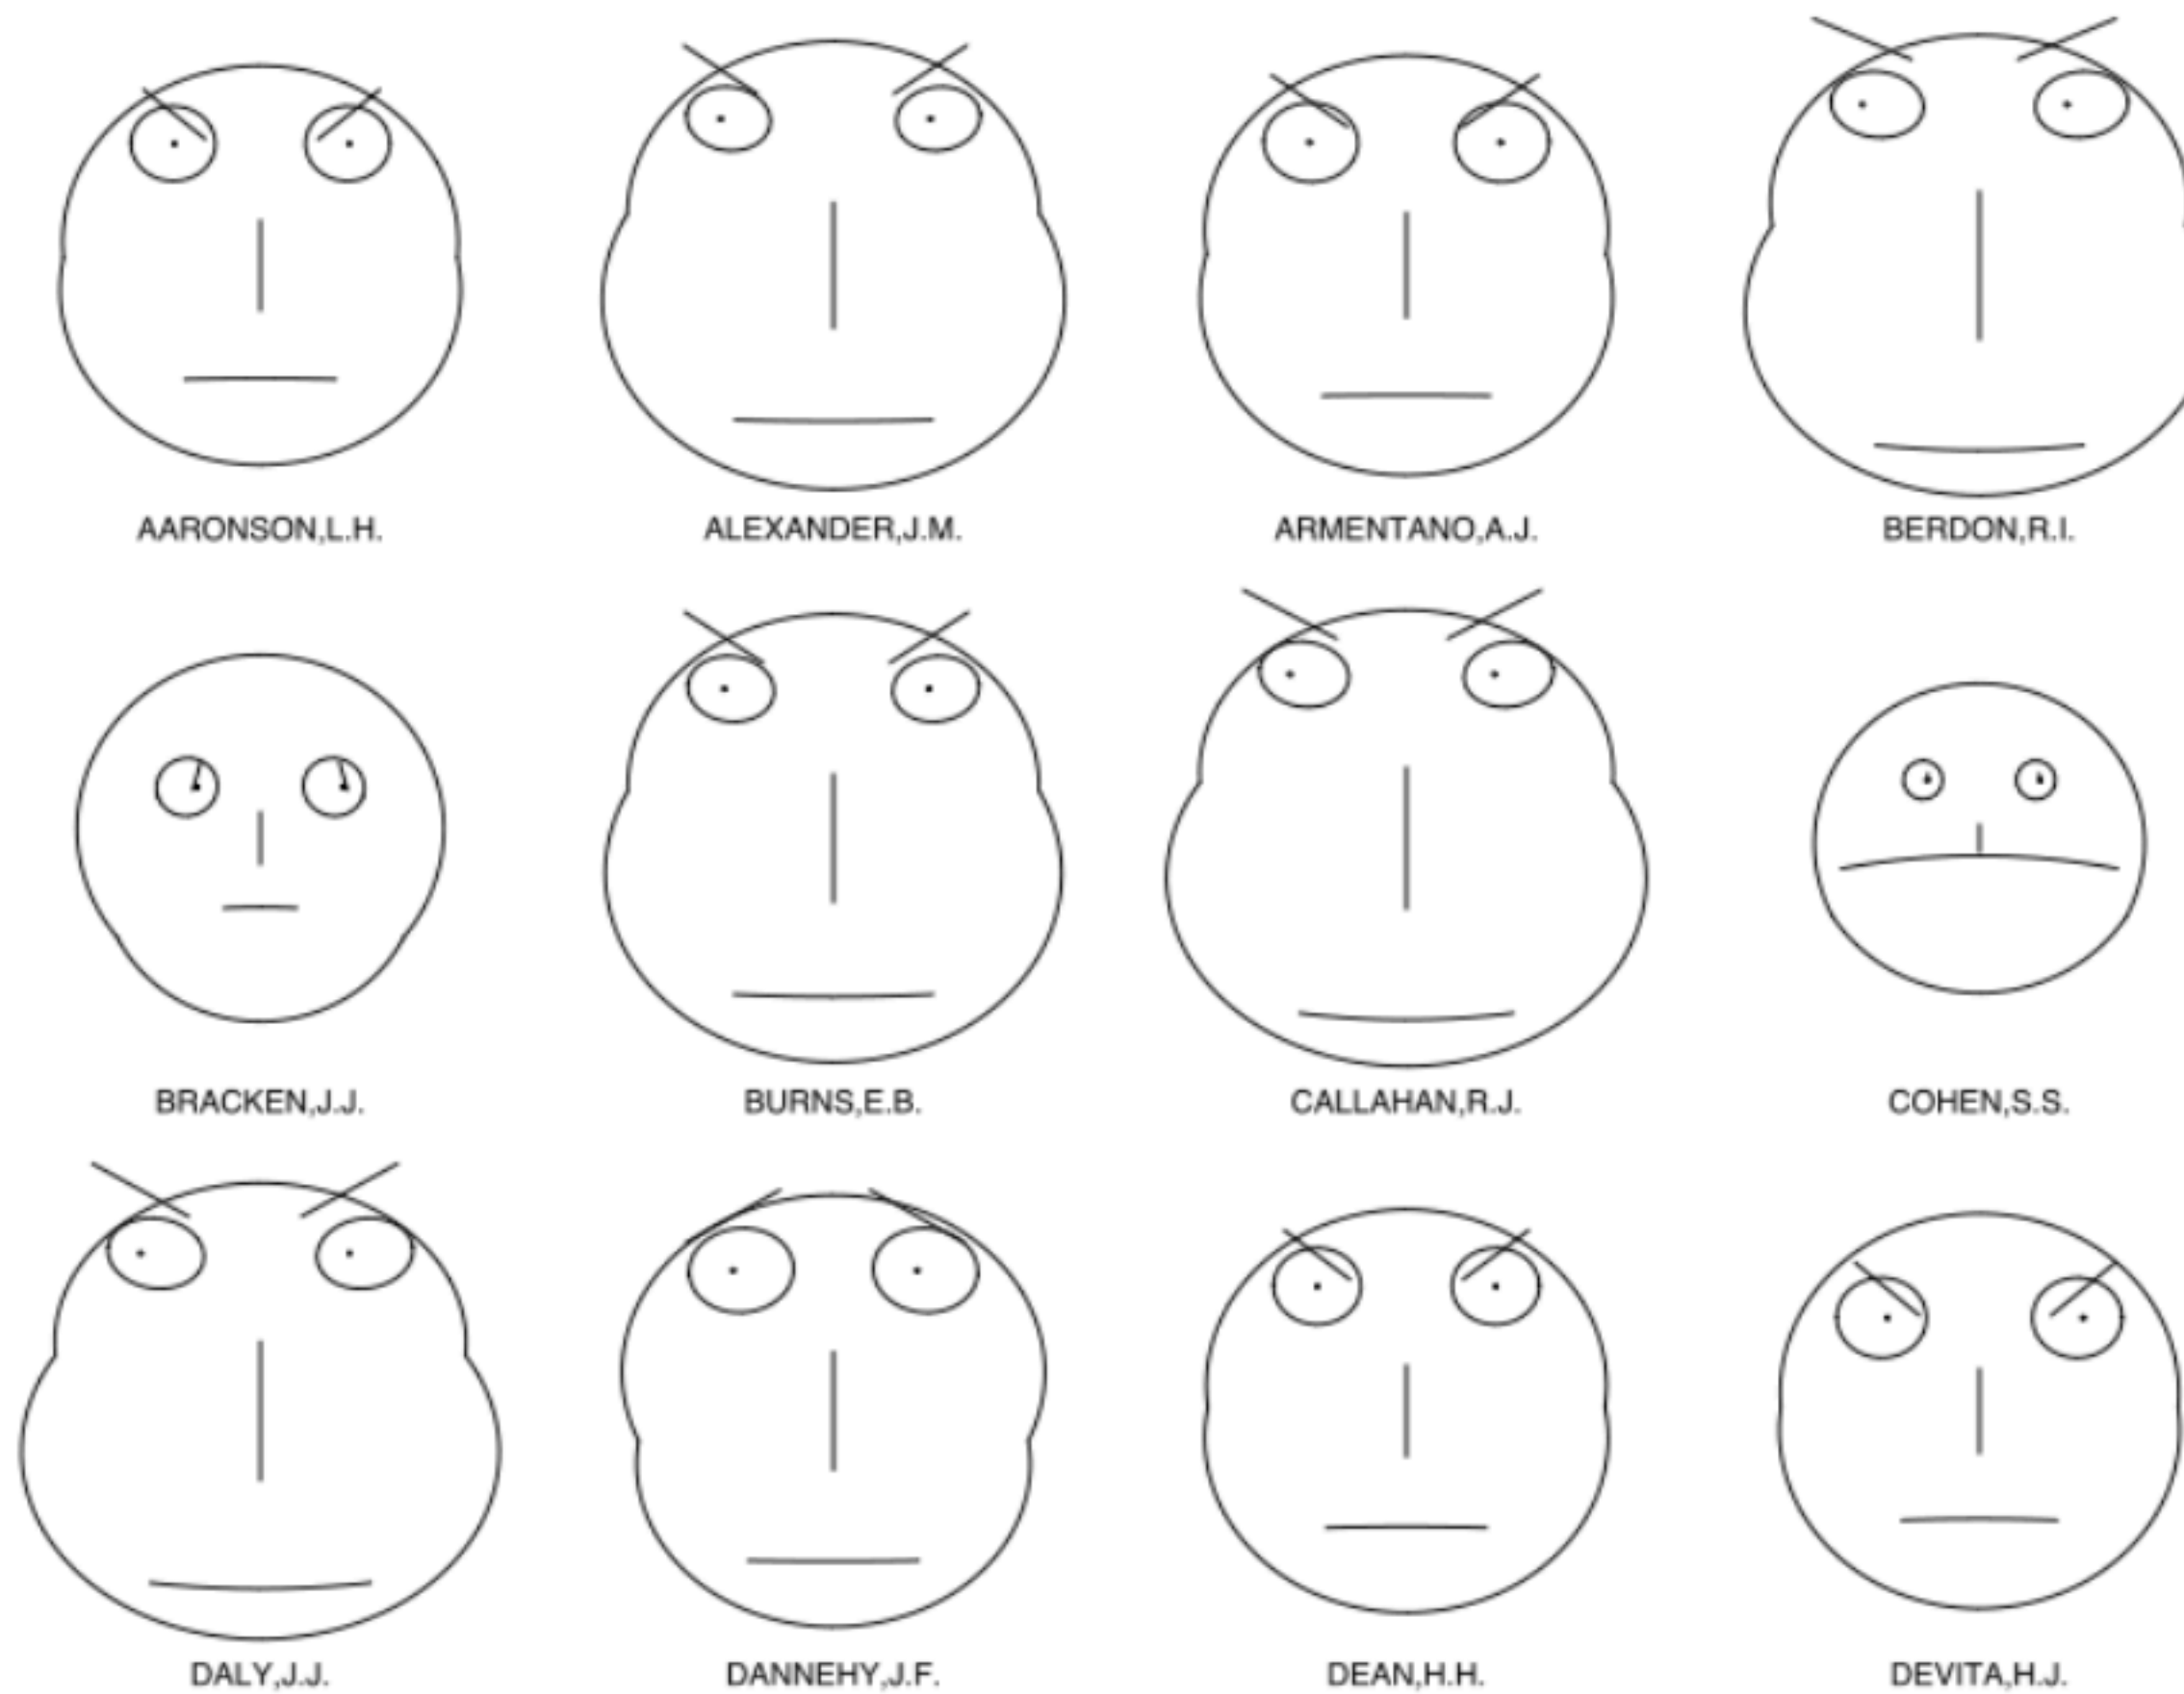 AARONSON,L.H.
ALEXANDER,J.M.
ARMENTANO,A.J.
BERDON,R.I.
BRACKEN,J.J.
BURNS,E.B.
CALLAHAN,R.J.
COHEN,S.S.
DALY,J.J.
DANNEHY,J.F.
DEAN,H.H.
DEVITA,H.J.